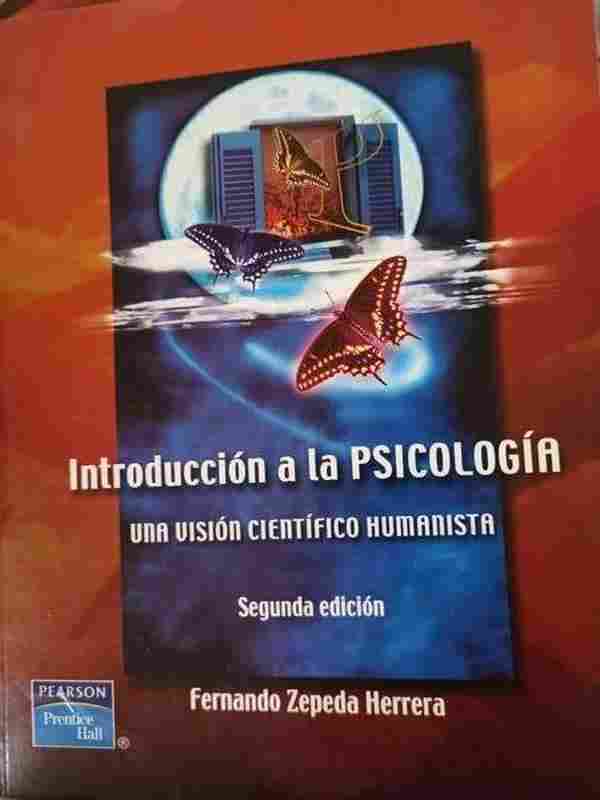 Introducción a la PSICOLOGÍA
UNA VISIÓN CIENTÍFICO HUMANISTA
Segunda edición
Fernando Zepeda Herrera
PEARSON
Prentice
Hall
®